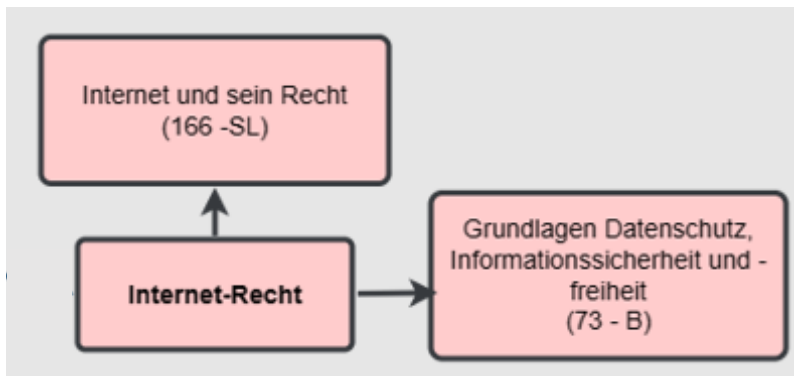 Internet und sein Recht
(166 -SL)
Internet-Recht
Grundlagen Datenschutz,
Informationssicherheit und -
freiheit
(73 - B)